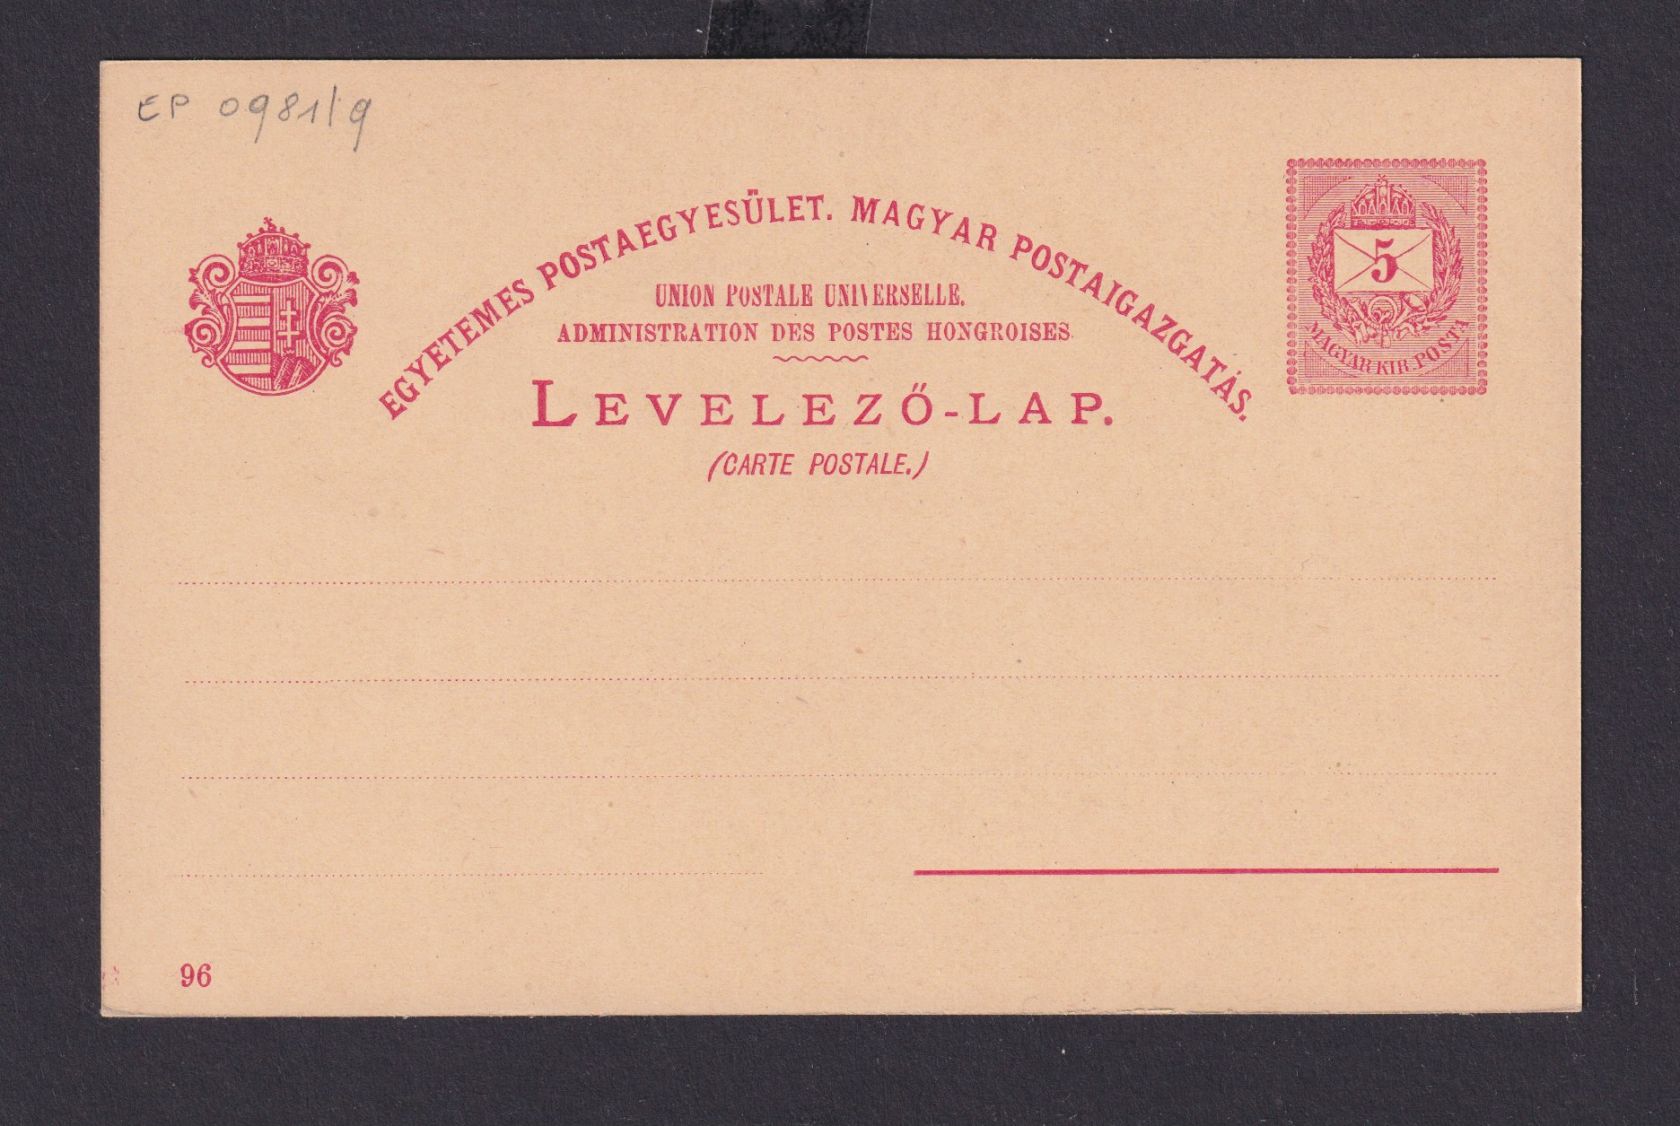 EP 0981/9
EGYETEMES POSTAEGYESÜLET. MAGYAR POSTAIGAZGATÁS.
UNION POSTALE UNIVERSELLE.
ADMINISTRATION DES POSTES HONGROISES.
LEVELEZŐ-LAP.
(CARTE POSTALE.)
5
MAGYAR KIR. POSTA
96